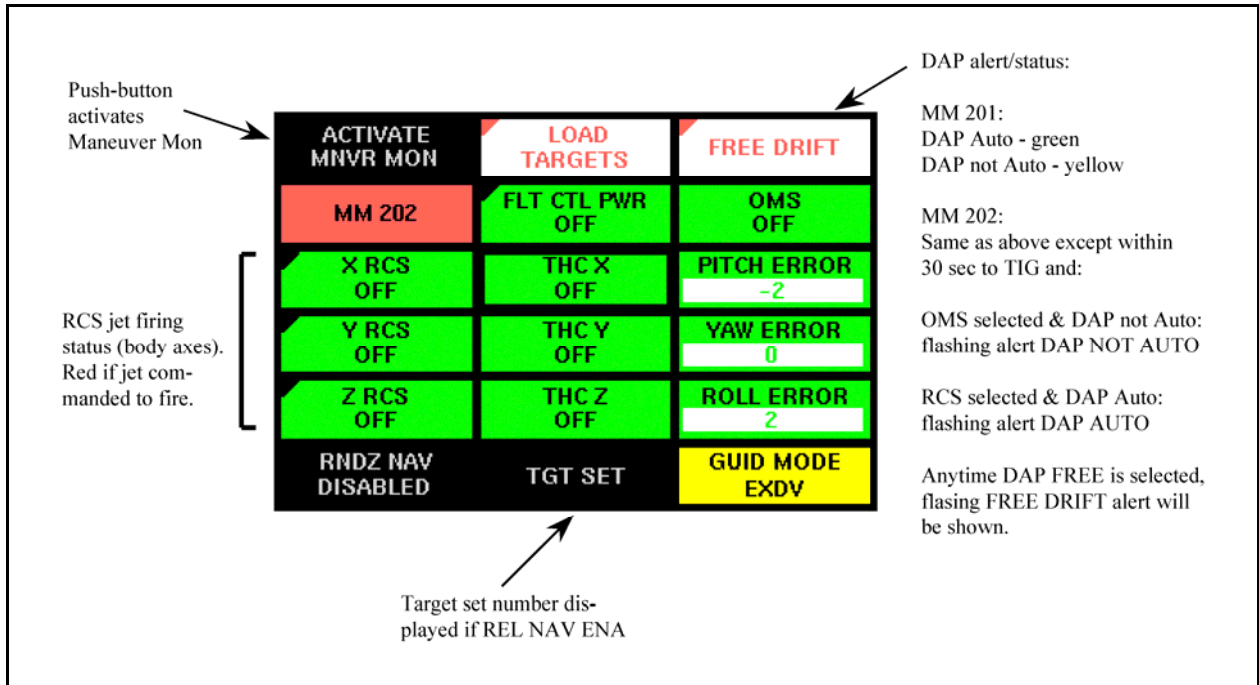 Push-button
activates
Maneuver Mon
RCS jet firing
status (body axes).
Red if jet com-
manded to fire.
ACTIVATE
MNVR MON
LOAD
TARGETS
FREE DRIFT
MM 202
FLT CTL PWR
OFF
OMS
OFF
X RCS
OFF
THC X
OFF
PITCH ERROR
-2
Y RCS
OFF
THC Y
OFF
YAW ERROR
0
Z RCS
OFF
THC Z
OFF
ROLL ERROR
2
RNDZ NAV
DISABLED
TGT SET
GUID MODE
EXDV
Target set number dis-
played if REL NAV ENA
DAP alert/status:
MM 201:
DAP Auto - green
DAP not Auto - yellow
MM 202:
Same as above except within
30 sec to TIG and:
OMS selected & DAP not Auto:
flashing alert DAP NOT AUTO
RCS selected & DAP Auto:
flashing alert DAP AUTO
Anytime DAP FREE is selected,
flasing FREE DRIFT alert will
be shown.